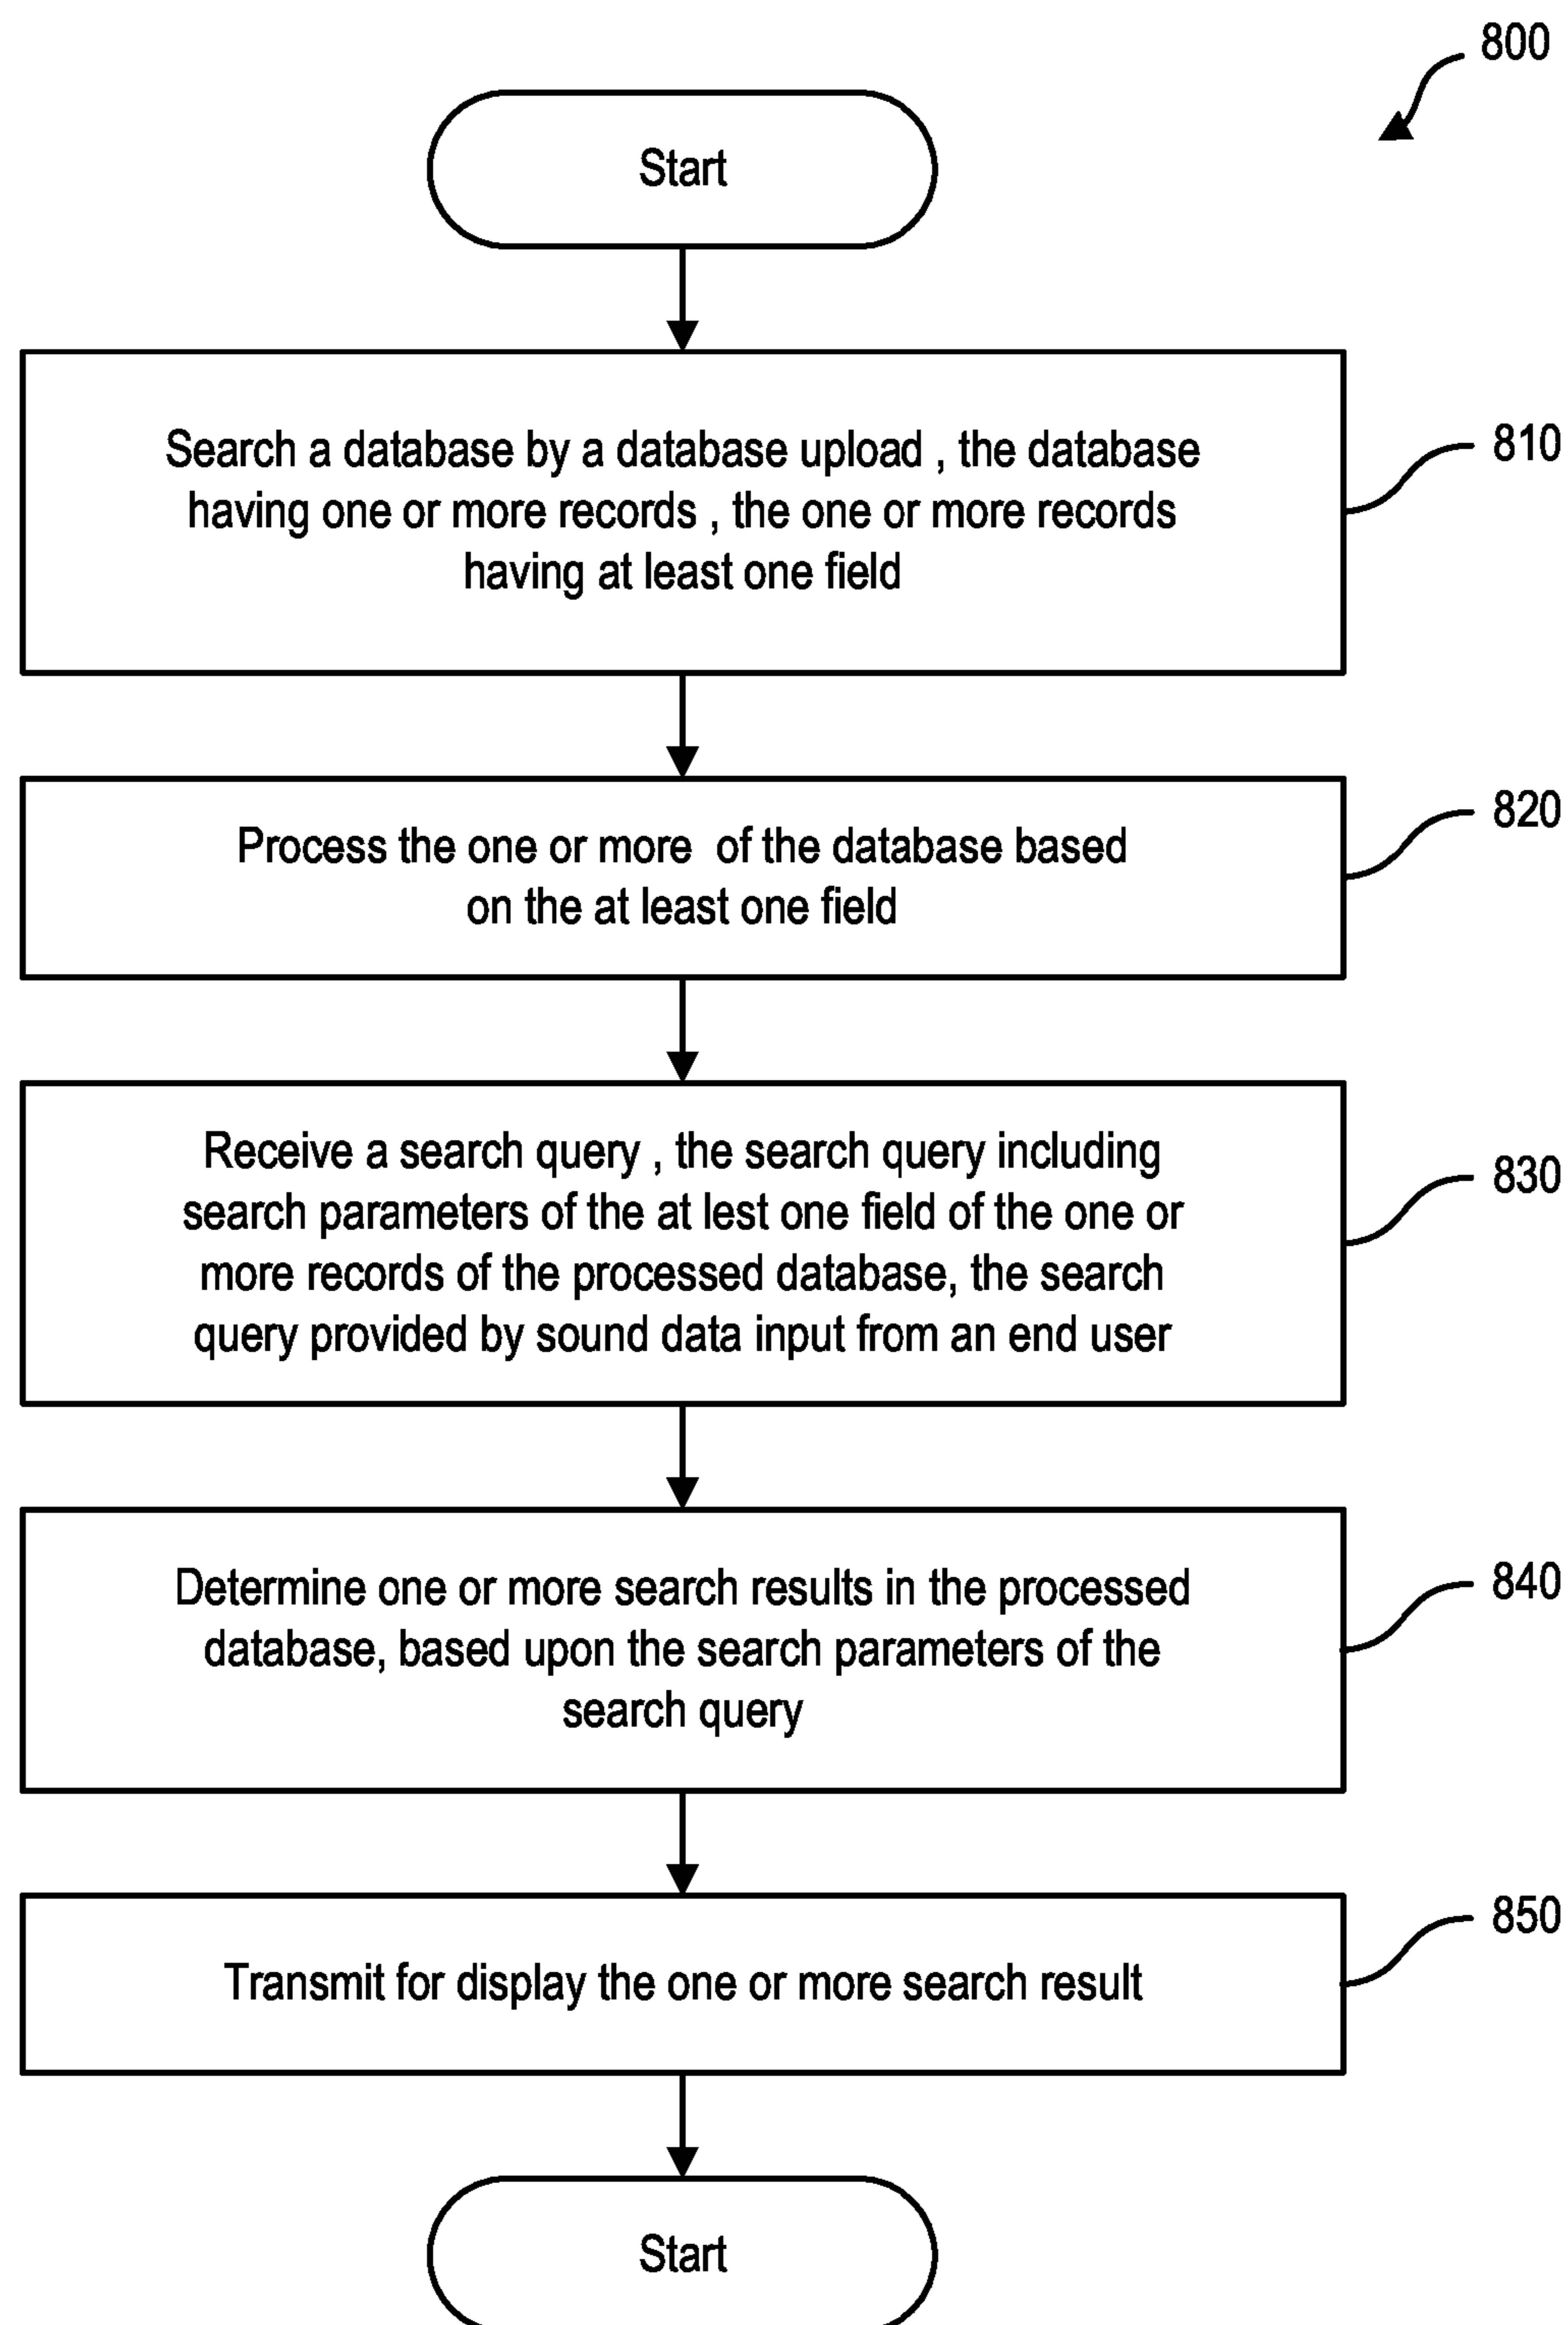 800
Start
Search a database by a database upload , the database
having one or more records , the one or more records
having at least one field
810
Process the one or more  of the database based
on the at least one field
820
Receive a search query , the search query including
search parameters of the at lest one field of the one or
more records of the processed database, the search
query provided by sound data input from an end user
830
Determine one or more search results in the processed
database, based upon the search parameters of the
search query
840
Transmit for display the one or more search result
850
Start